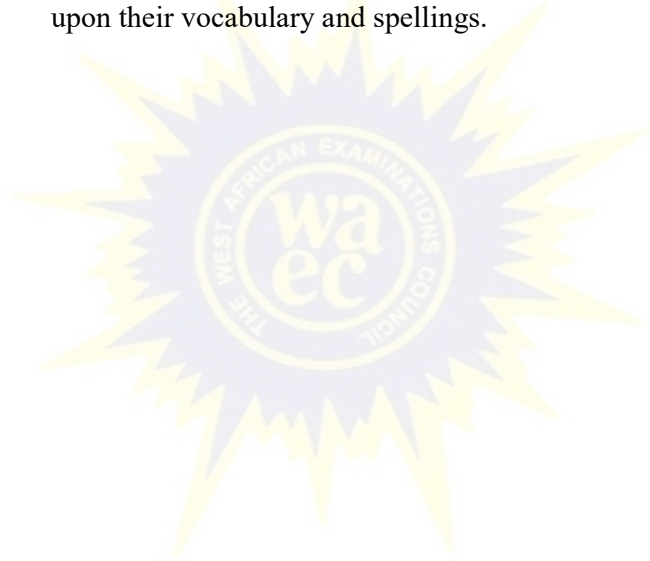 upon their vocabulary and spellings.
THE WEST AFRICAN EXAMINATIONS COUNCIL
wa
ec